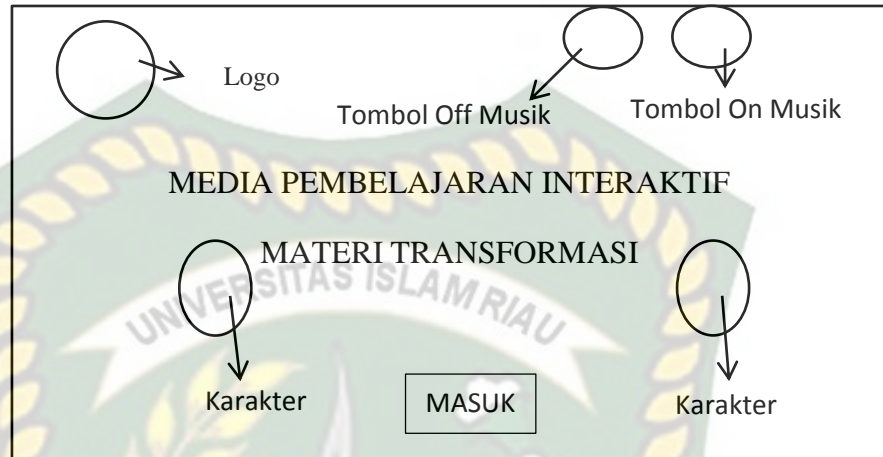 Logo
Tombol Off Musik
Tombol On Musik
MEDIA PEMBELAJARAN INTERAKTIF
MATERI TRANSFORMASI
UNIVERSITAS ISLAM RIAU
Karakter
MASUK
Karakter